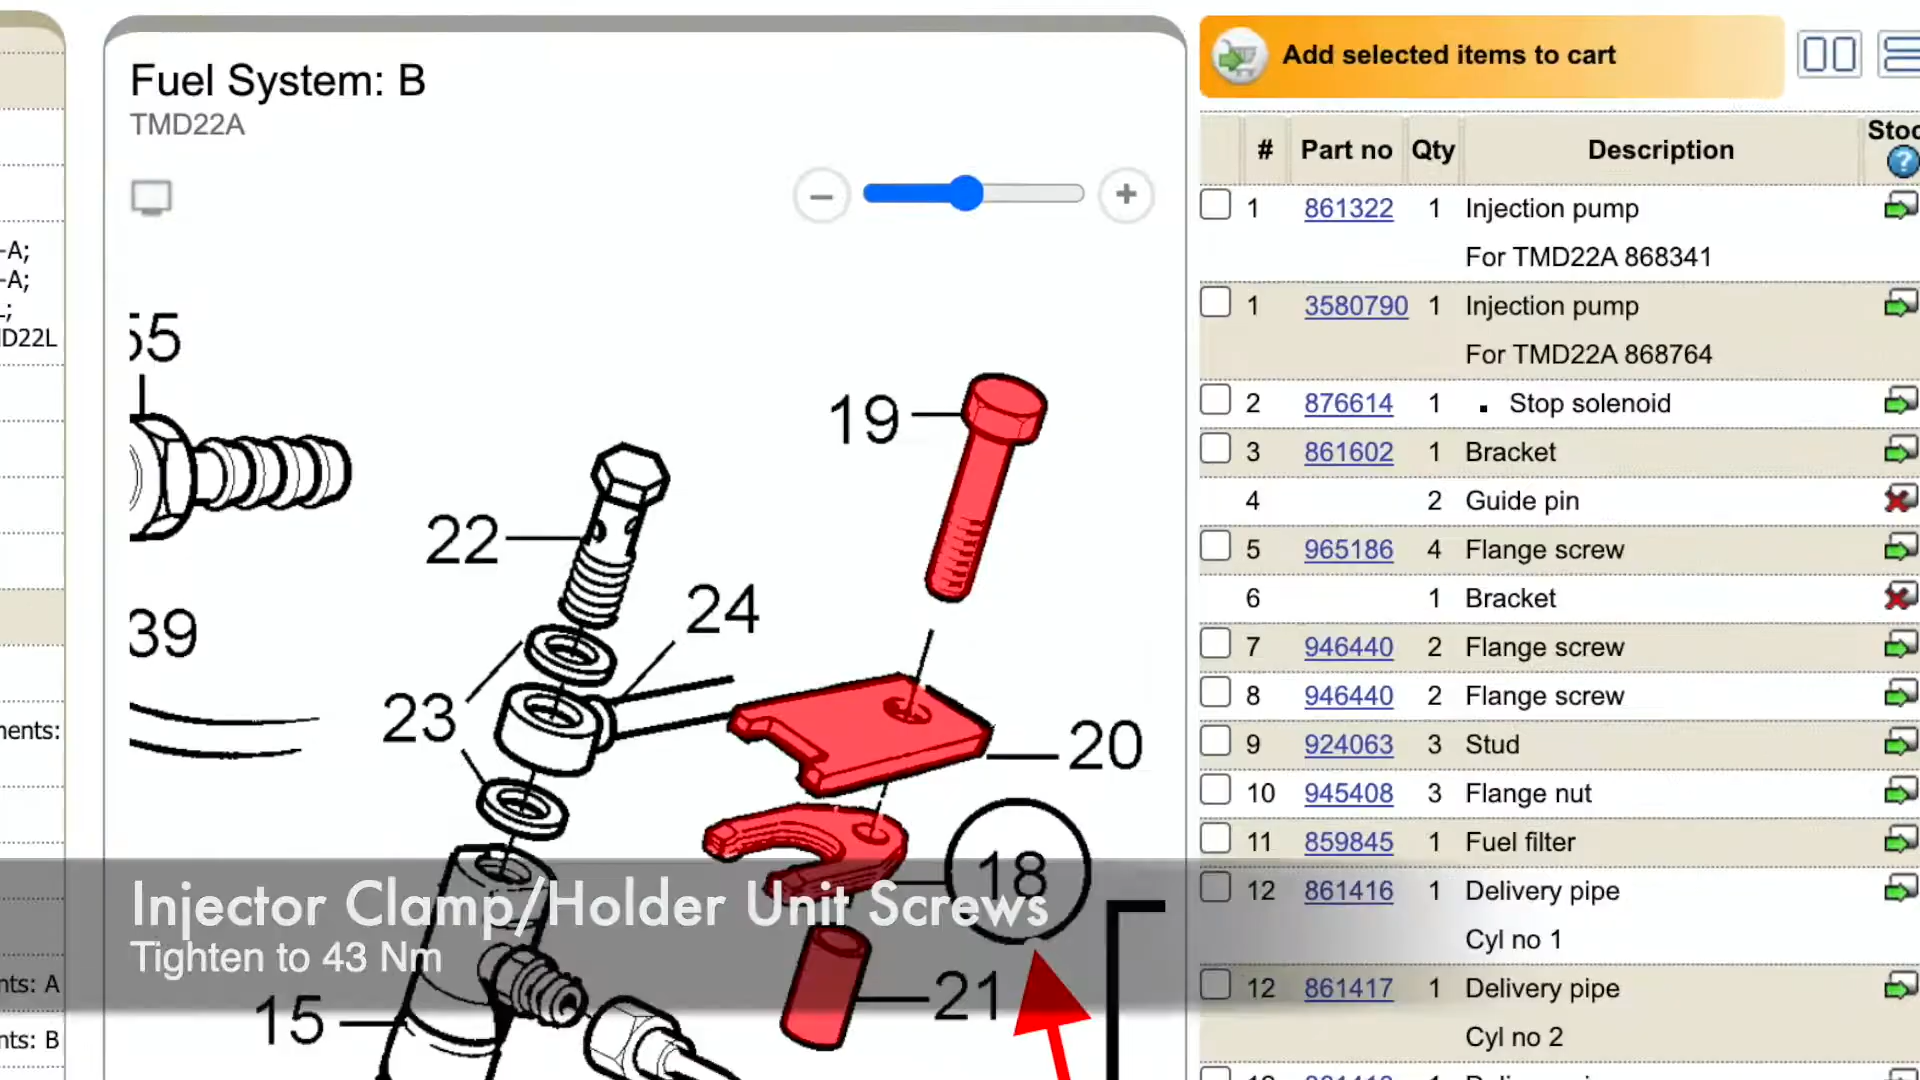 -A;
-A;
L;
ID22L
nents:
nts: A
nts: B
Fuel System: B
TMD22A
55
39
22
24
23
19
20
18
21
15
Injector Clamp/Holder Unit Screws
Tighten to 43 Nm
Add selected items to cart
# Part no Qty Description Stoc
?
1 861322 1 Injection pump
For TMD22A 868341
1 3580790 1 Injection pump
For TMD22A 868764
2 876614 1 ▪ Stop solenoid
3 861602 1 Bracket
4 2 Guide pin
5 965186 4 Flange screw
6 1 Bracket
7 946440 2 Flange screw
8 946440 2 Flange screw
9 924063 3 Stud
10 945408 3 Flange nut
11 859845 1 Fuel filter
12 861416 1 Delivery pipe
Cyl no 1
12 861417 1 Delivery pipe
Cyl no 2